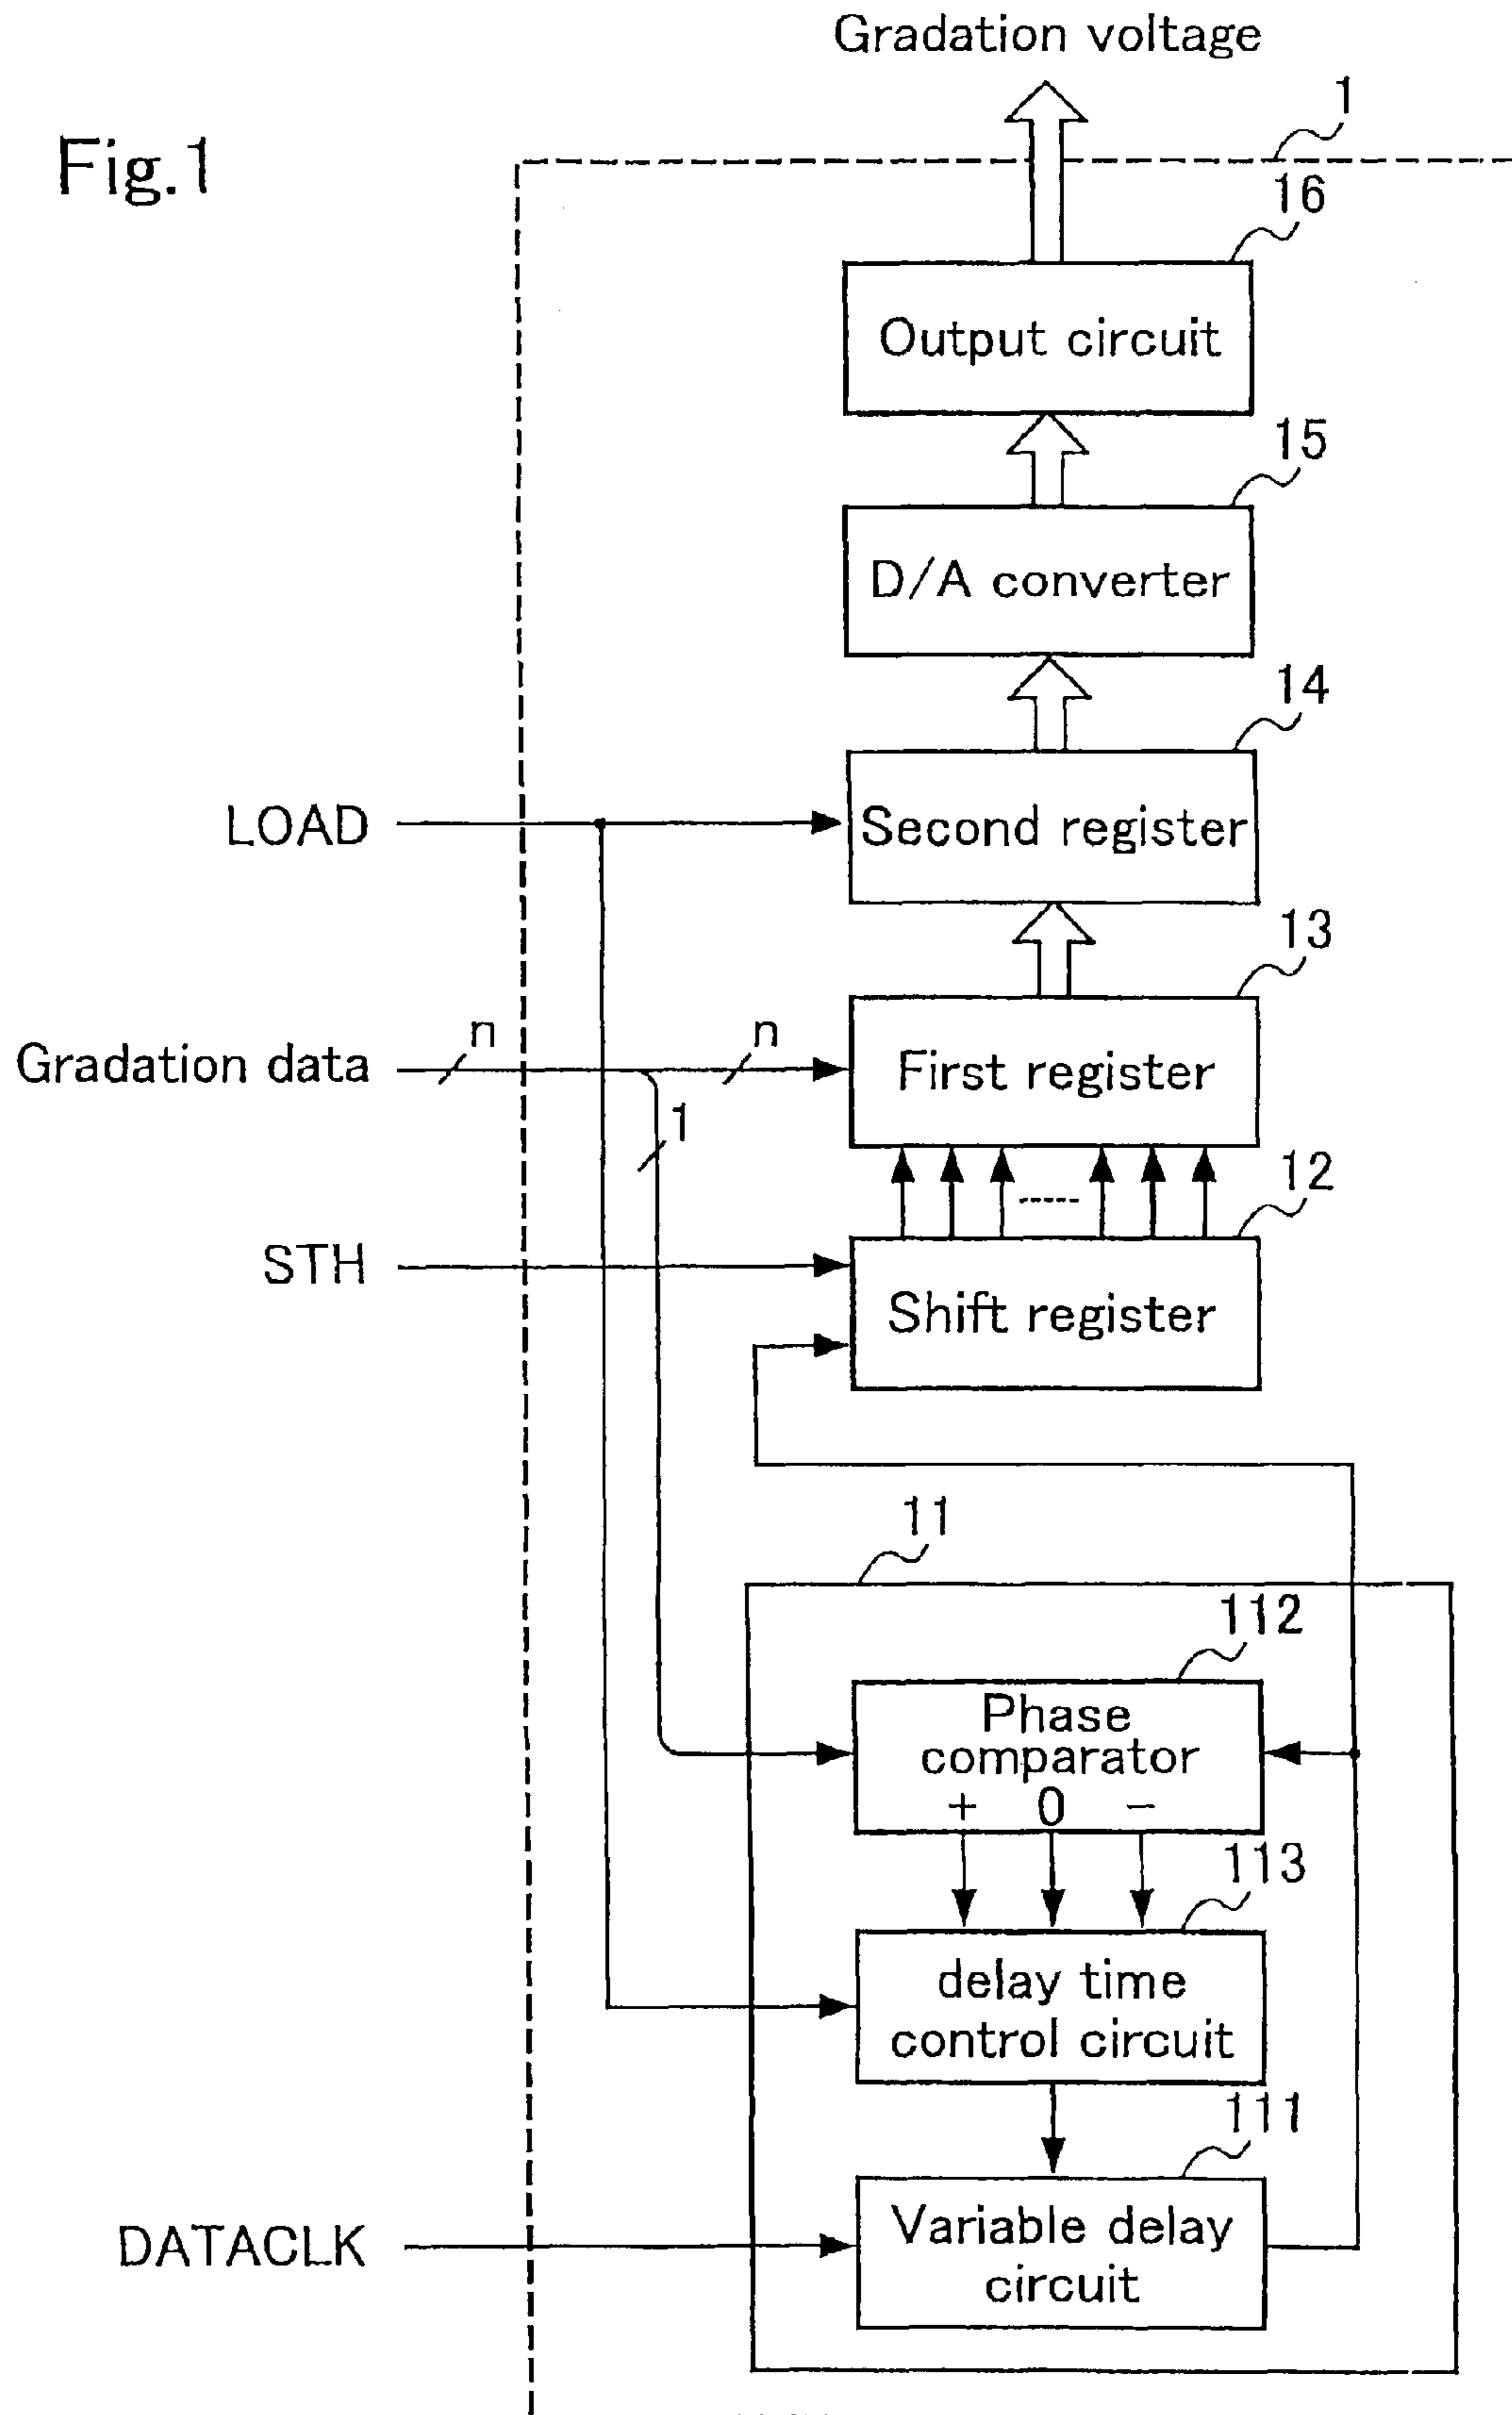 Gradation voltage
Fig.1
1
16
Output circuit
15
D/A converter
14
LOAD
Second register
13
n
n
Gradation data
First register
1
12
STH
Shift register
11
112
Phase
comparator
+ 0 −
113
delay time
control circuit
111
DATACLK
Variable delay
circuit